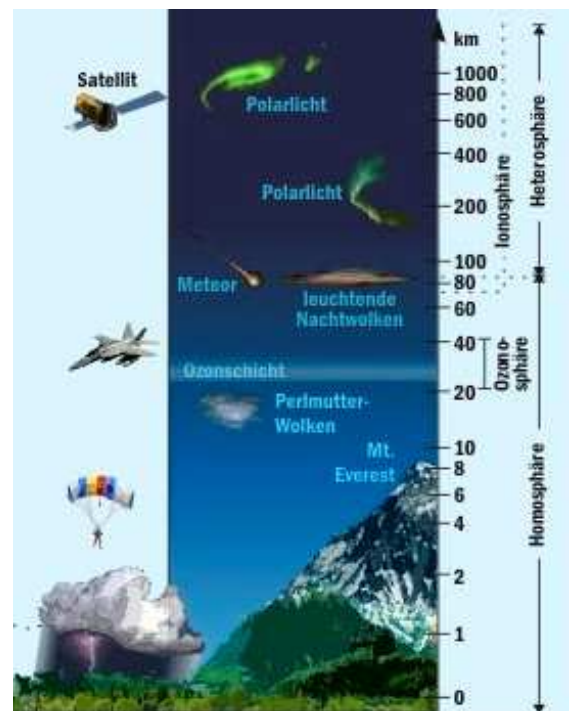 km
Satellit
1000
Polarlicht
800
600
400
Polarlicht
200
100
Meteor
80
leuchtende
Nachtwolken
60
40
Ozonschicht
20
Perlmutter-
Wolken
10
Mt.
Everest
8
6
4
2
1
0
Ionosphäre
Heterosphäre
Ozono-
sphäre
Homosphäre